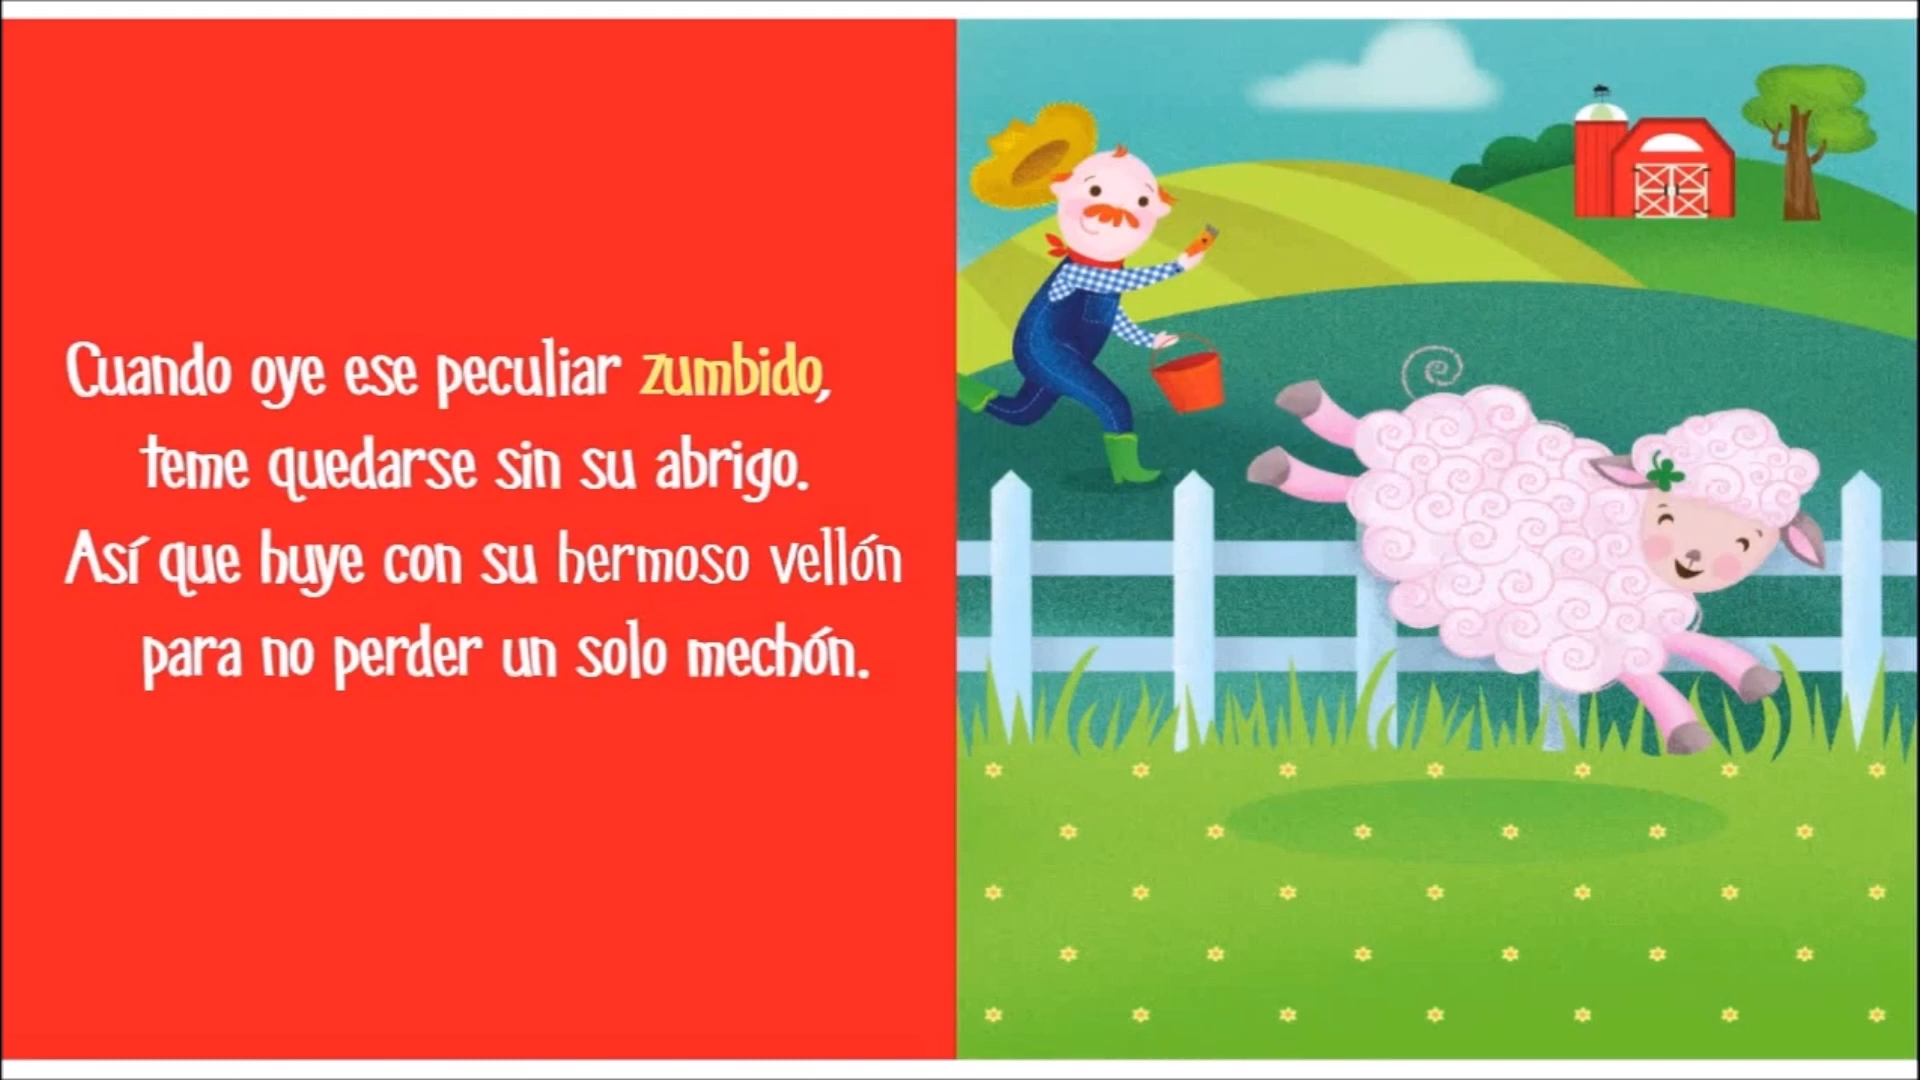 Cuando oye ese peculiar zumbido,
teme quedarse sin su abrigo.
Así que huye con su hermoso vellón
para no perder un solo mechón.